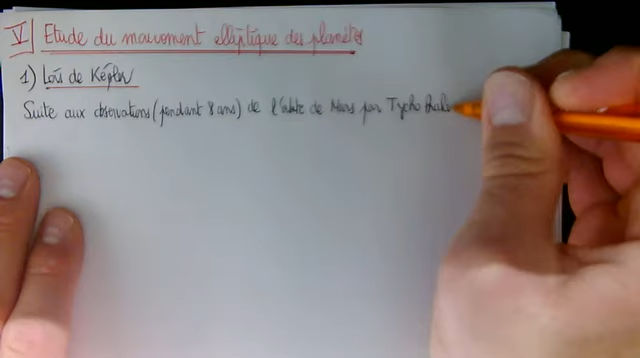 V Etude du mouvement elliptique des planètes
1) Lois de Képler
Suite aux observations (pendant 8 ans) de l'orbite de Mars par Tycho Brah